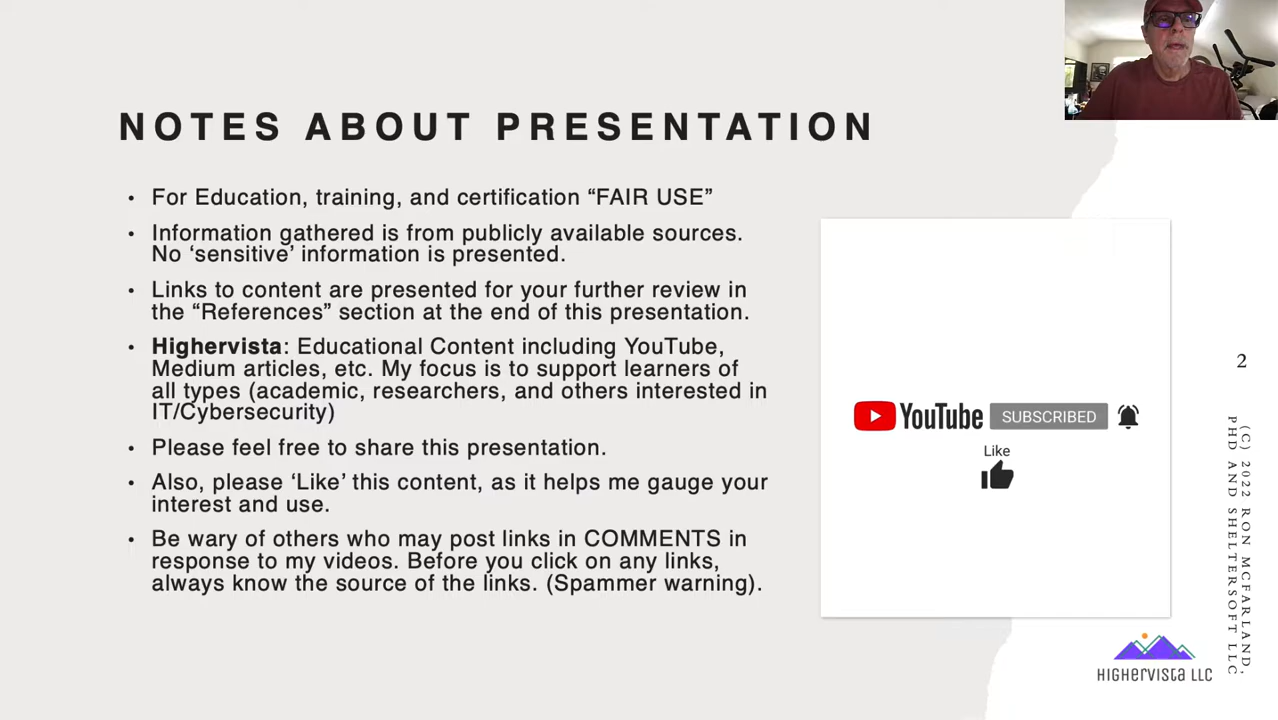 NOTES ABOUT PRESENTATION
• For Education, training, and certification “FAIR USE”
• Information gathered is from publicly available sources.
No ‘sensitive’ information is presented.
• Links to content are presented for your further review in
the “References” section at the end of this presentation.
• Highervista: Educational Content including YouTube,
Medium articles, etc. My focus is to support learners of
all types (academic, researchers, and others interested in
IT/Cybersecurity)
• Please feel free to share this presentation.
• Also, please ‘Like’ this content, as it helps me gauge your
interest and use.
• Be wary of others who may post links in COMMENTS in
response to my videos. Before you click on any links,
always know the source of the links. (Spammer warning).
YouTube SUBSCRIBED
Like
2
(C) 2022 RON MCFARLAND,
PHD AND SHELTERSOFT LLC
HIGHERVISTA LLC